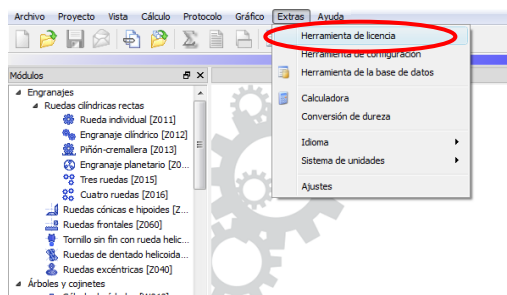 Archivo Proyecto Vista Cálculo Protocolo Gráfico Extras Ayuda
Herramienta de licencia
Herramienta de configuración
Herramienta de la base de datos
Calculadora
Conversión de dureza
Idioma
Sistema de unidades
Ajustes
Módulos
Engranajes
Ruedas cilíndricas rectas
Rueda individual [Z011]
Engranaje cilíndrico [Z012]
Piñón-cremallera [Z013]
Engranaje planetario [Z0...
Tres ruedas [Z015]
Cuatro ruedas [Z016]
Ruedas cónicas e hipoides [Z...
Ruedas frontales [Z060]
Tornillo sin fin con rueda helic...
Ruedas de dentado helicoida...
Ruedas excéntricas [Z040]
Árboles y cojinetes